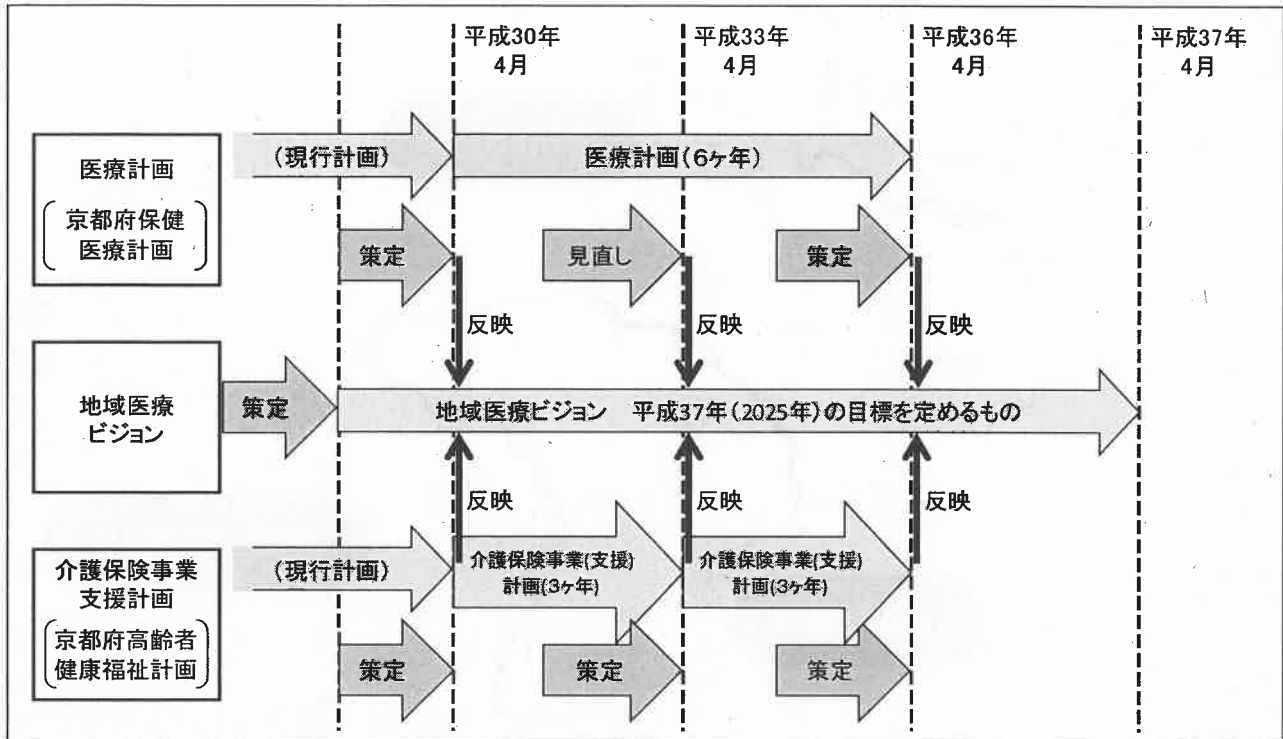 平成30年
4月
平成33年
4月
平成36年
4月
平成37年
4月
医療計画
京都府保健
医療計画
(現行計画)
医療計画(6ヶ年)
策定
見直し
策定
反映
反映
反映
地域医療
ビジョン
策定
地域医療ビジョン 平成37年(2025年)の目標を定めるもの
反映
反映
反映
介護保険事業
支援計画
京都府高齢者
健康福祉計画
(現行計画)
介護保険事業(支援)
計画(3ヶ年)
介護保険事業(支援)
計画(3ヶ年)
策定
策定
策定